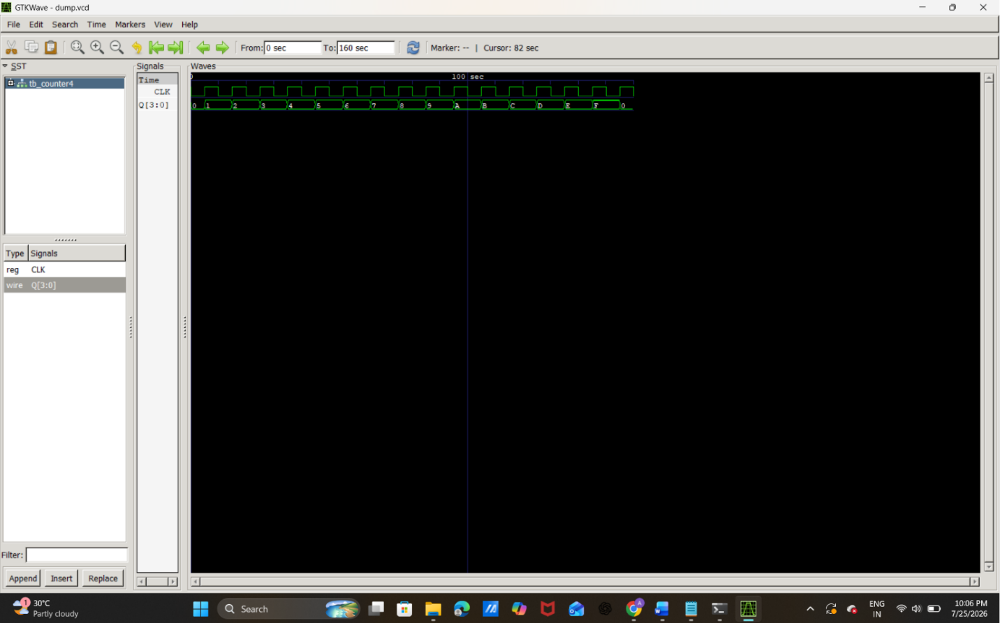 GTKWave - dump.vcd
File Edit Search Time Markers View Help
From: 0 sec To: 160 sec Marker: -- | Cursor: 82 sec
SST
tb_counter4
Type Signals
reg CLK
wire Q[3:0]
Filter:
Append Insert Replace
Signals
Time
CLK
Q[3:0]
Waves
0 100 sec
0 1 2 3 4 5 6 7 8 9 A B C D E F 0
1
30°C
Partly cloudy
Search
A
ENG
IN
10:06 PM
7/25/2026